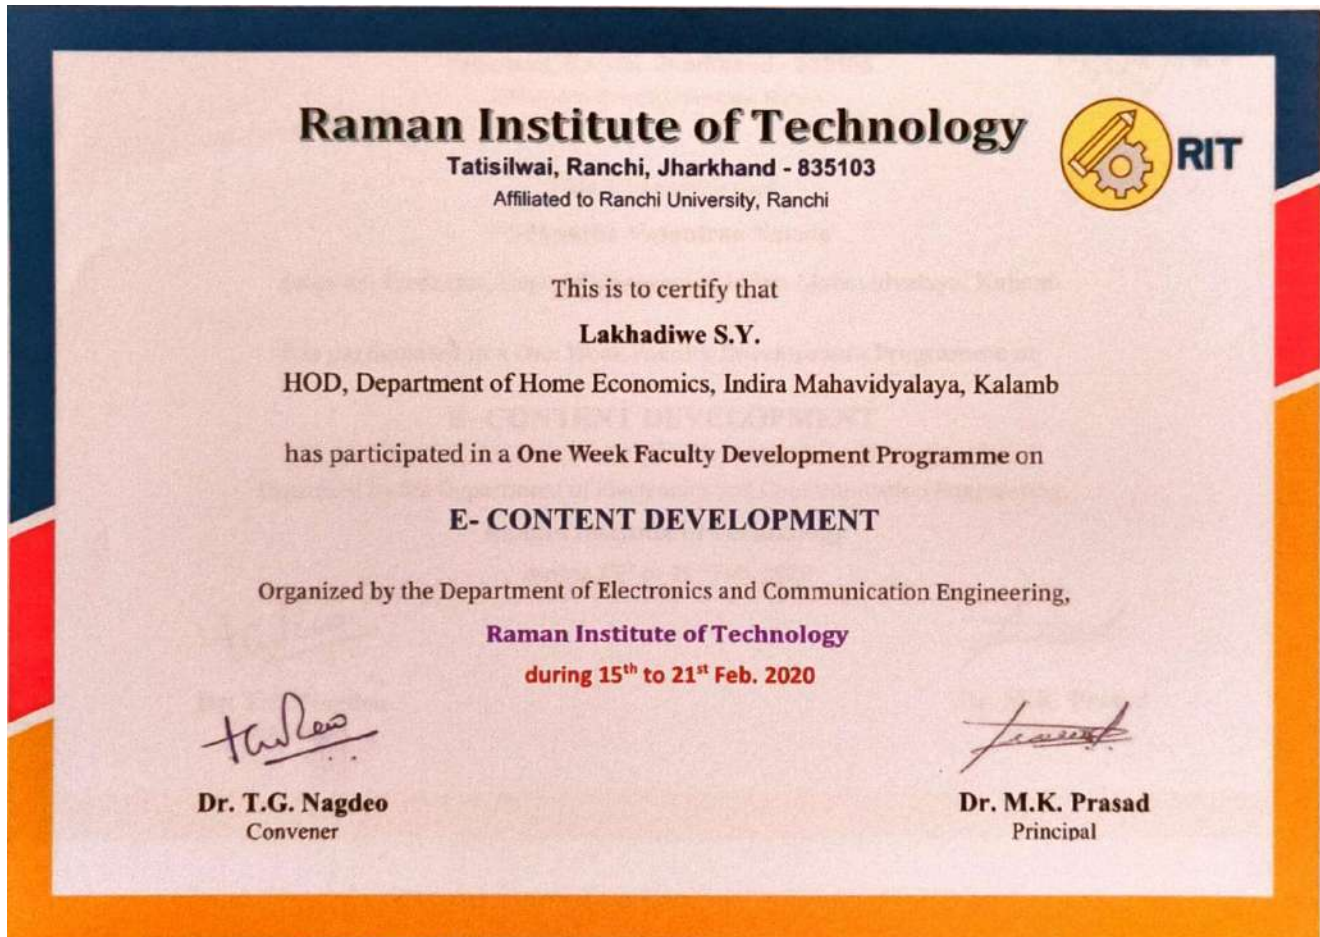 Raman Institute of Technology
Tatisilwai, Ranchi, Jharkhand - 835103
Affiliated to Ranchi University, Ranchi
RIT
This is to certify that
Lakhadiwe S.Y.
HOD, Department of Home Economics, Indira Mahavidyalaya, Kalamb
has participated in a One Week Faculty Development Programme on
E- CONTENT DEVELOPMENT
Organized by the Department of Electronics and Communication Engineering,
Raman Institute of Technology
during 15th to 21st Feb. 2020
Dr. T.G. Nagdeo
Convener
Dr. M.K. Prasad
Principal